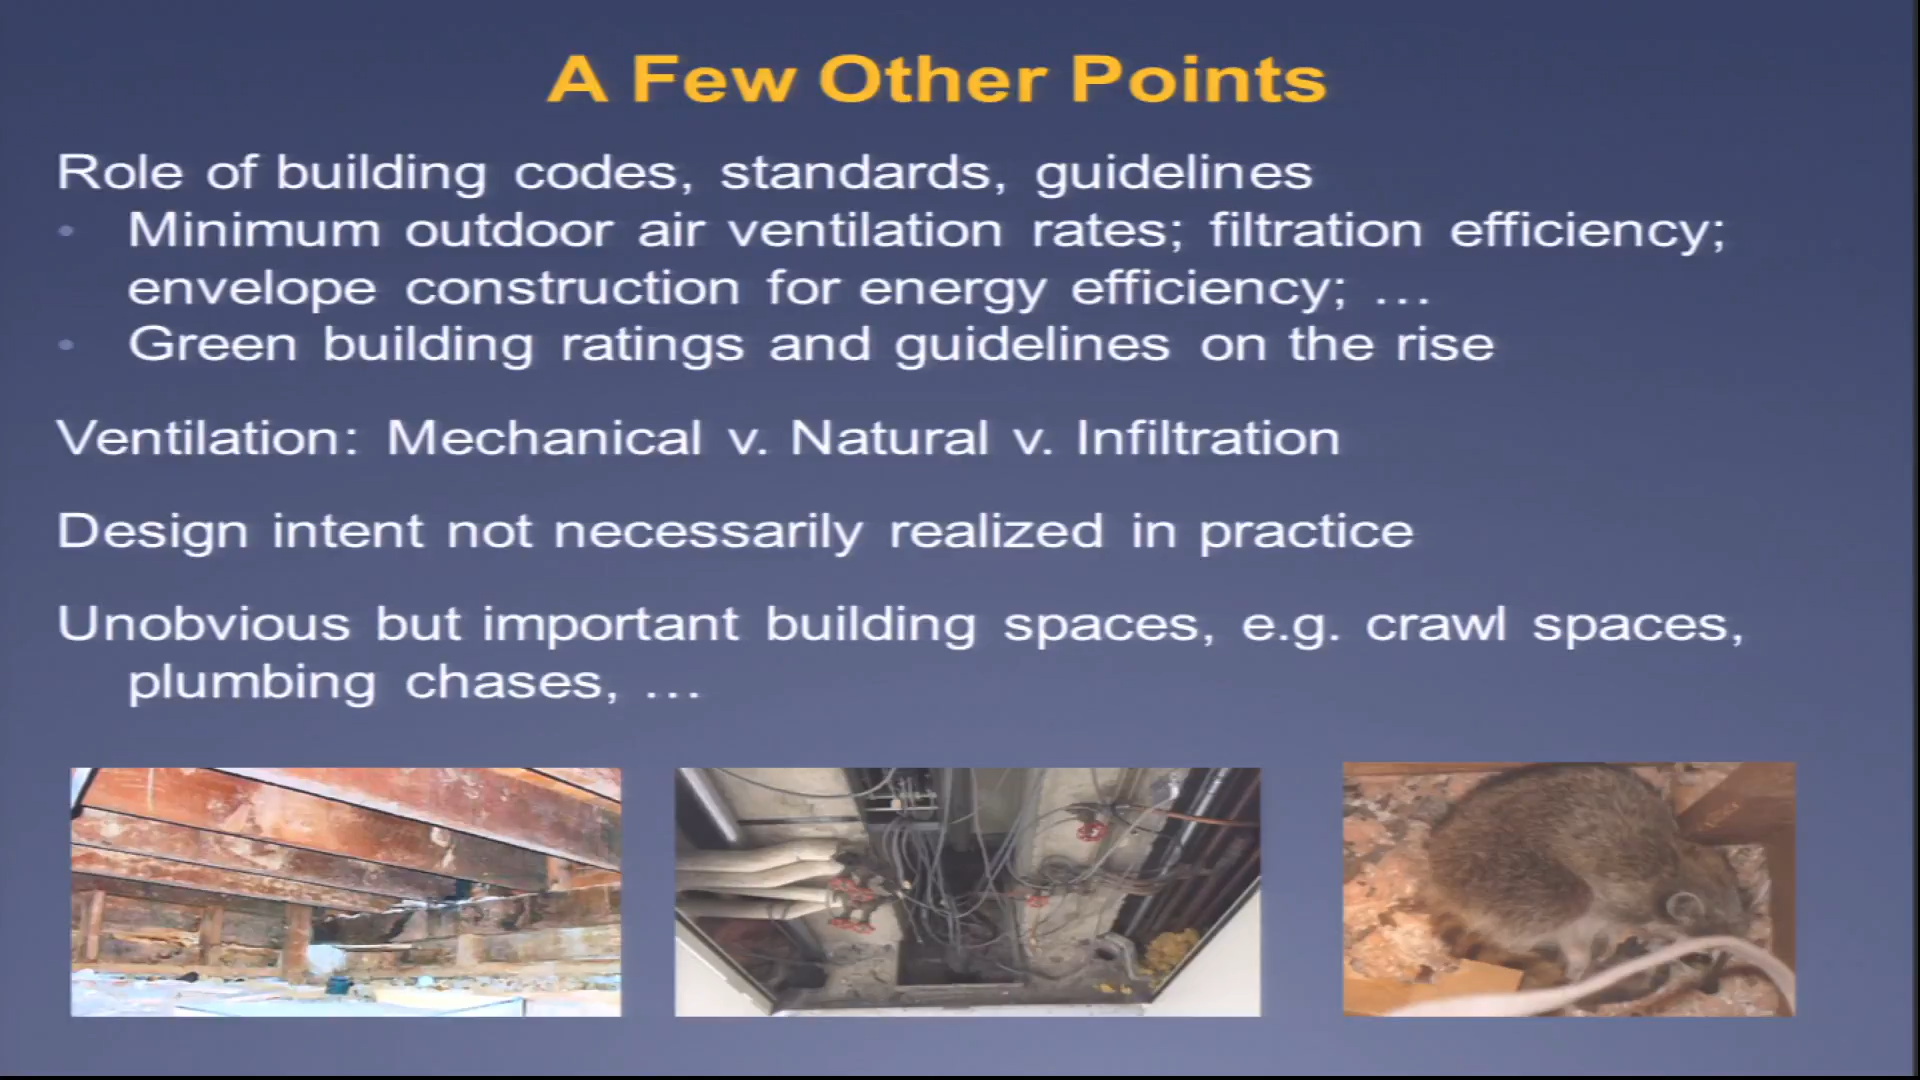 A Few Other Points
Role of building codes, standards, guidelines
• Minimum outdoor air ventilation rates; filtration efficiency;
envelope construction for energy efficiency; …
• Green building ratings and guidelines on the rise
Ventilation: Mechanical v. Natural v. Infiltration
Design intent not necessarily realized in practice
Unobvious but important building spaces, e.g. crawl spaces,
plumbing chases, …